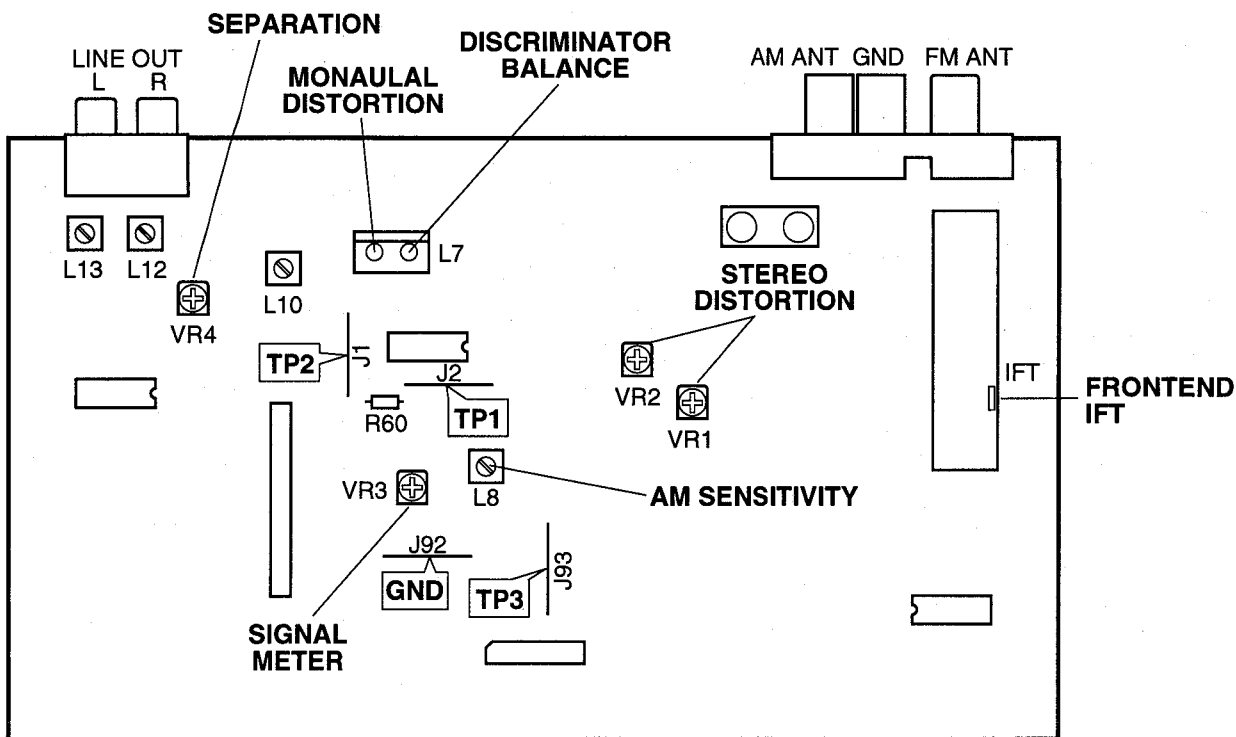 SEPARATION
LINE OUT
L R
MONAULAL
DISTORTION
DISCRIMINATOR
BALANCE
AM ANT GND FM ANT
L13
L12
VR4
L10
L7
STEREO
DISTORTION
TP2
J1
J2
TP1
R60
VR2
VR1
IFT
FRONTEND
IFT
VR3
L8
AM SENSITIVITY
J92
GND
TP3
J93
SIGNAL
METER